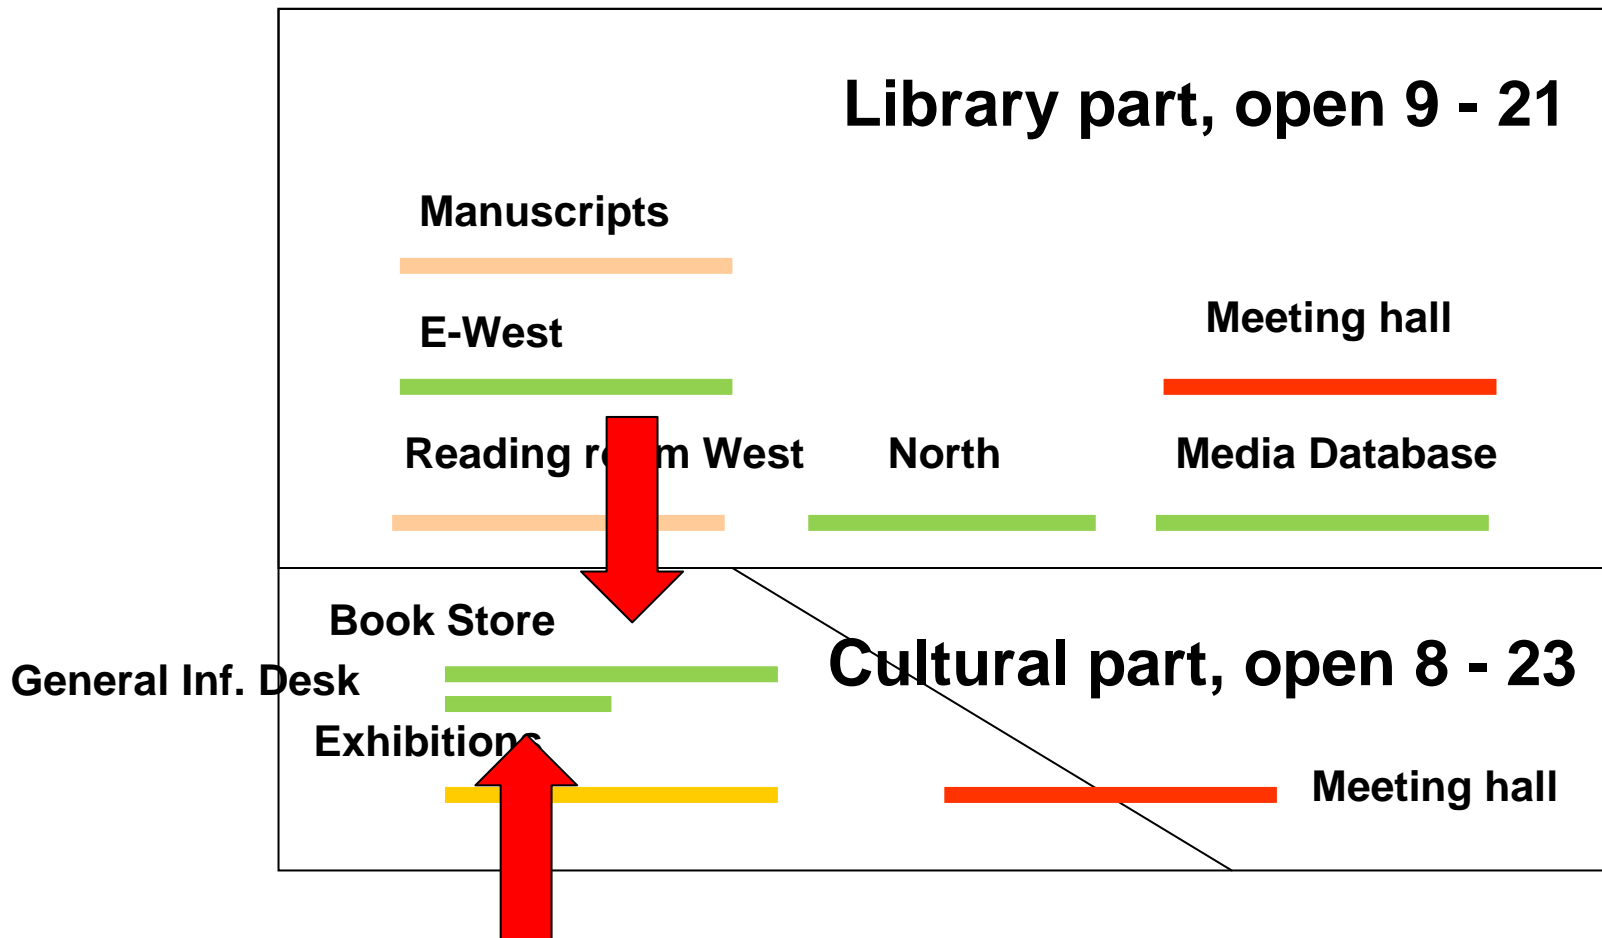 Library part, open 9 - 21
Manuscripts
E-West
Meeting hall
Reading room West
North
Media Database
Book Store
Cultural part, open 8 - 23
General Inf. Desk
Exhibitions
Meeting hall